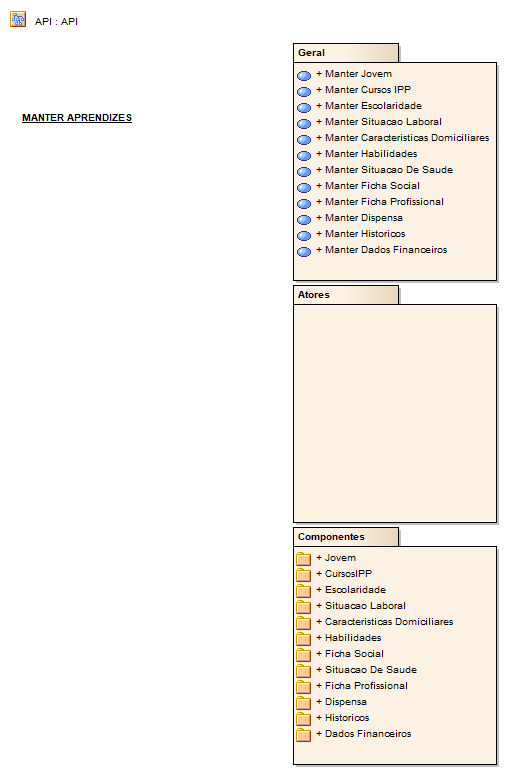 API : API
MANTER APRENDIZES
Geral
+ Manter Jovem
+ Manter Cursos IPP
+ Manter Escolaridade
+ Manter Situacao Laboral
+ Manter Caracteristicas Domiciliares
+ Manter Habilidades
+ Manter Situacao De Saude
+ Manter Ficha Social
+ Manter Ficha Profissional
+ Manter Dispensa
+ Manter Historicos
+ Manter Dados Financeiros
Atores
Componentes
+ Jovem
+ CursosIPP
+ Escolaridade
+ Situacao Laboral
+ Caracteristicas Domiciliares
+ Habilidades
+ Ficha Social
+ Situacao De Saude
+ Ficha Profissional
+ Dispensa
+ Historicos
+ Dados Financeiros